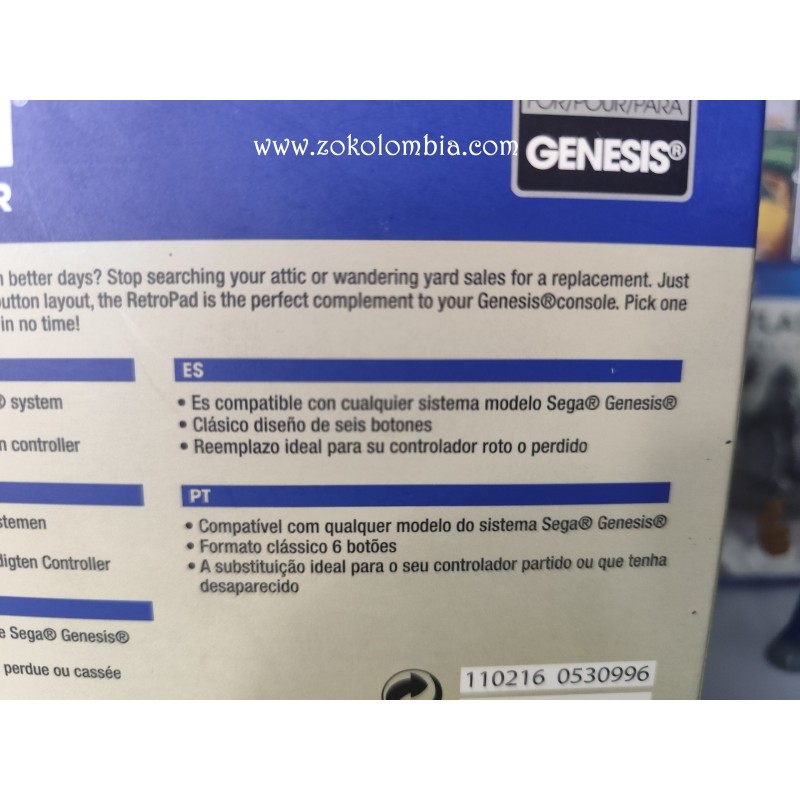 FOR/POUR/PARA
www.zokolombia.com
GENESIS®
R
better days? Stop searching your attic or wandering yard sales for a replacement. Just
button layout, the RetroPad is the perfect complement to your Genesis®console. Pick one
in no time!
ES
® system
• Es compatible con cualquier sistema modelo Sega® Genesis®
• Clásico diseño de seis botones
controller
• Reemplazo ideal para su controlador roto o perdido
PT
stemen
• Compatível com qualquer modelo do sistema Sega® Genesis®
• Formato clássico 6 botões
digten Controller
• A substituição ideal para o seu controlador partido ou que tenha
desaparecido
e Sega® Genesis®
perdue ou cassée
110216 0530996